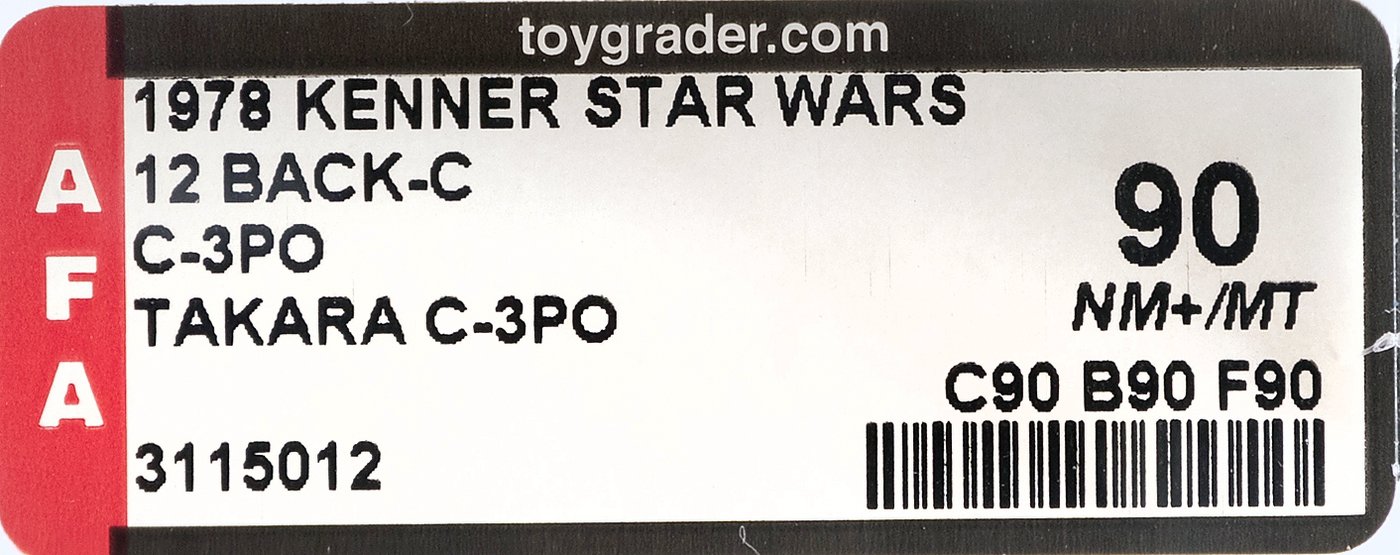 toygrader.com
AFA
1978 KENNER STAR WARS
12 BACK-C
C-3PO
TAKARA C-3PO
3115012
90
NM+/MT
C90 B90 F90